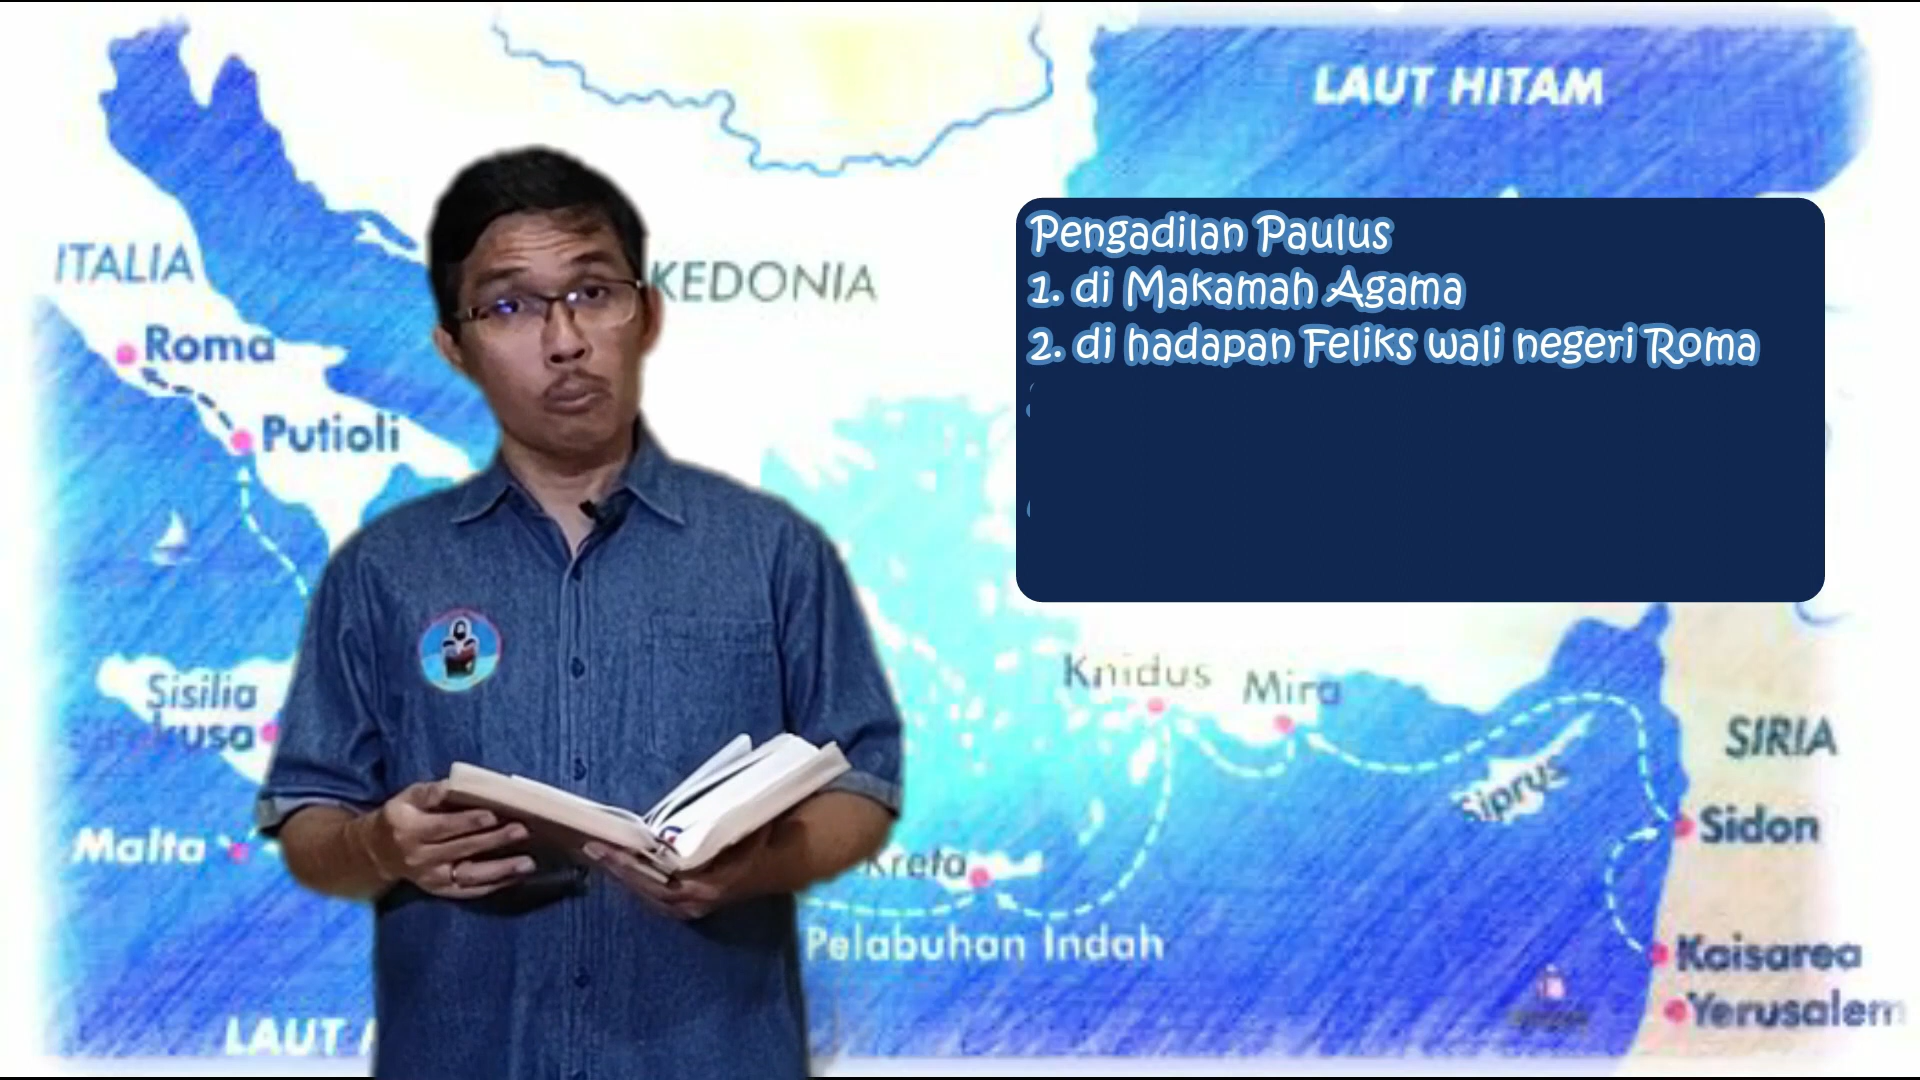 LAUT HITAM
ITALIA
KEDONIA
Roma
Putioli
Pengadilan Paulus
1. di Makamah Agama
2. di hadapan Feliks wali negeri Roma
Knidus
Mira
Sisilia
kusa
SIRIA
Siprus
Sidon
Malta
Kreta
Pelabuhan Indah
Kaisarea
Yerusalem
LAUT